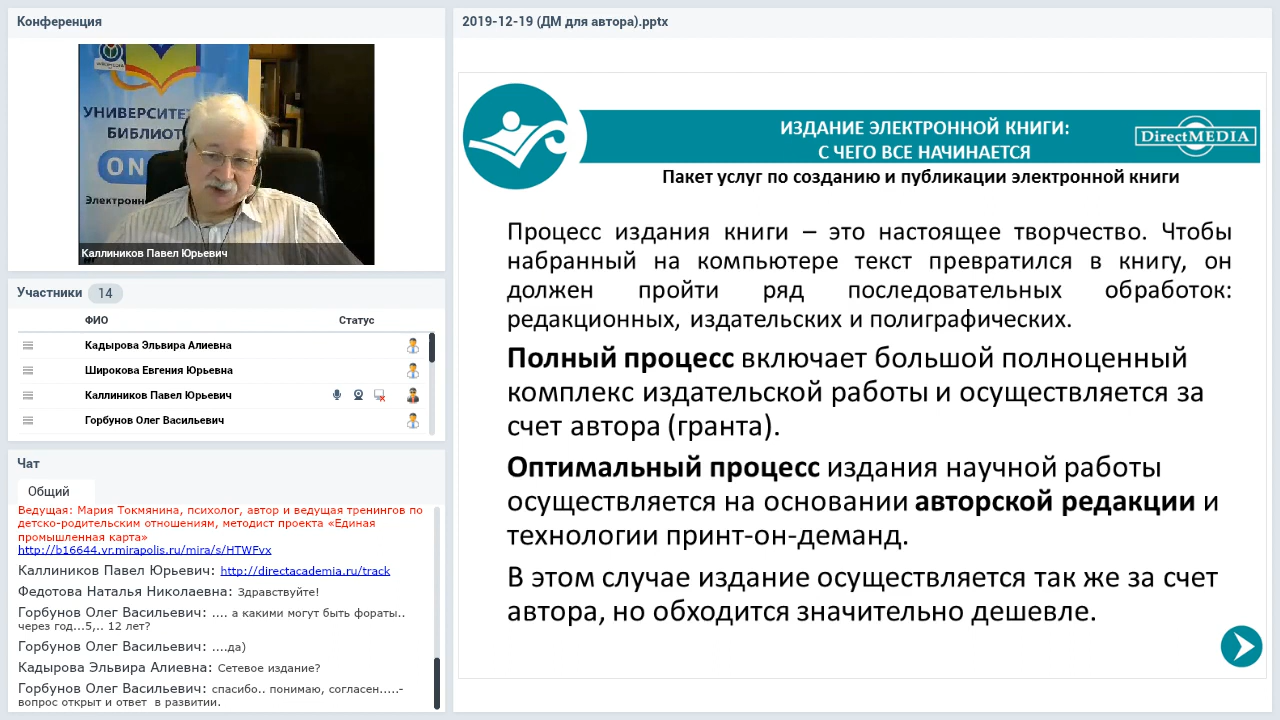 Конференция
УНИВЕРСИТЕ
БИБЛИОТ
ON
Электронн
Каллиников Павел Юрьевич
Участники 14
ФИО Статус
Кадырова Эльвира Алиевна
Широкова Евгения Юрьевна
Каллиников Павел Юрьевич
Горбунов Олег Васильевич
Чат
Общий
Ведущая: Мария Токмянина, психолог, автор и ведущая тренингов по
детско-родительским отношениям, методист проекта «Единая
промышленная карта»
http://b16644.vr.mirapolis.ru/mira/s/HTWFvx
Каллиников Павел Юрьевич: http://directacademia.ru/track
Федотова Наталья Николаевна: Здравствуйте!
Горбунов Олег Васильевич: .... а какими могут быть фораты..
через год...5,.. 12 лет?
Горбунов Олег Васильевич: ....да)
Кадырова Эльвира Алиевна: Сетевое издание?
Горбунов Олег Васильевич: спасибо.. понимаю, согласен.....-
вопрос открыт и ответ в развитии.
2019-12-19 (ДМ для автора).pptx
ИЗДАНИЕ ЭЛЕКТРОННОЙ КНИГИ:
С ЧЕГО ВСЕ НАЧИНАЕТСЯ
DirectMEDIA
Пакет услуг по созданию и публикации электронной книги
Процесс издания книги – это настоящее творчество. Чтобы
набранный на компьютере текст превратился в книгу, он
должен пройти ряд последовательных обработок:
редакционных, издательских и полиграфических.
Полный процесс включает большой полноценный
комплекс издательской работы и осуществляется за
счет автора (гранта).
Оптимальный процесс издания научной работы
осуществляется на основании авторской редакции и
технологии принт-он-деманд.
В этом случае издание осуществляется так же за счет
автора, но обходится значительно дешевле.